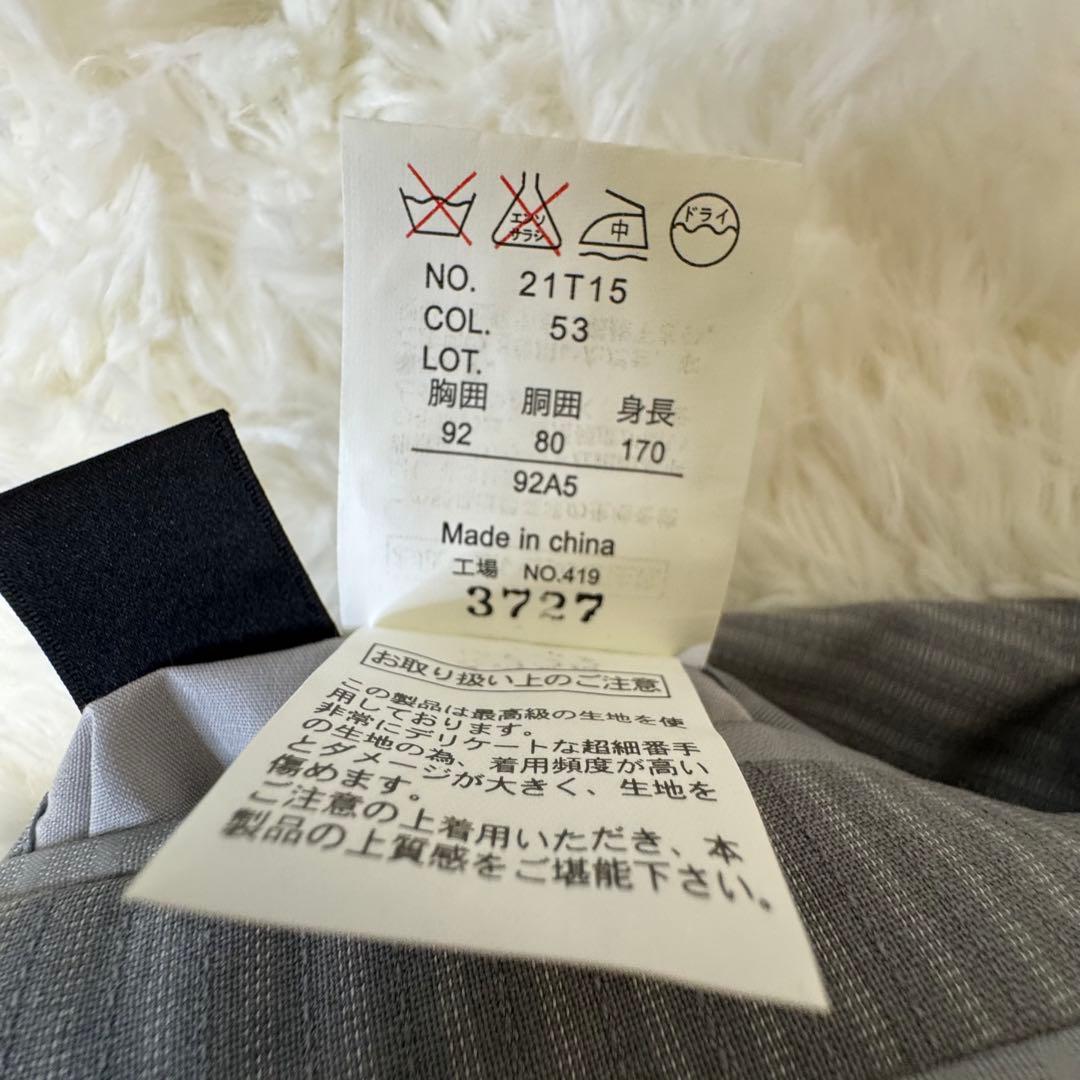 エンソ
サラシ
中
ドライ
NO. 21T15
COL. 53
LOT.
胸囲 胴囲 身長
92 80 170
92A5
Made in china
工場 NO.419
3727
お取り扱い上のご注意
この製品は最高級の生地を使
用しております。
非常にデリケートな超細番手
の生地の為、着用頻度が高い
とダメージが大きく、生地を
傷めます。
ご注意の上着用いただき、本
製品の上質感をご堪能下さい。